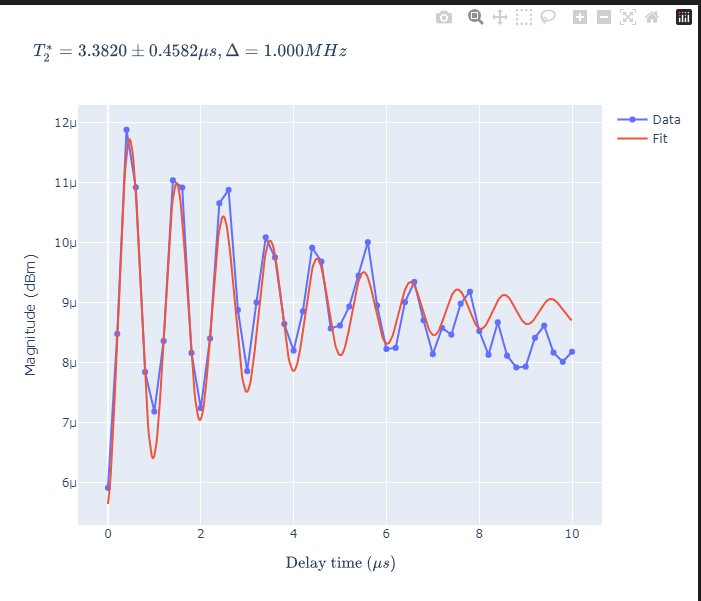 T₂* = 3.3820 ± 0.4582μs, Δ = 1.000MHz
Data
Fit
12μ
11μ
10μ
9μ
8μ
7μ
6μ
Magnitude (dBm)
0 2 4 6 8 10
Delay time (μs)